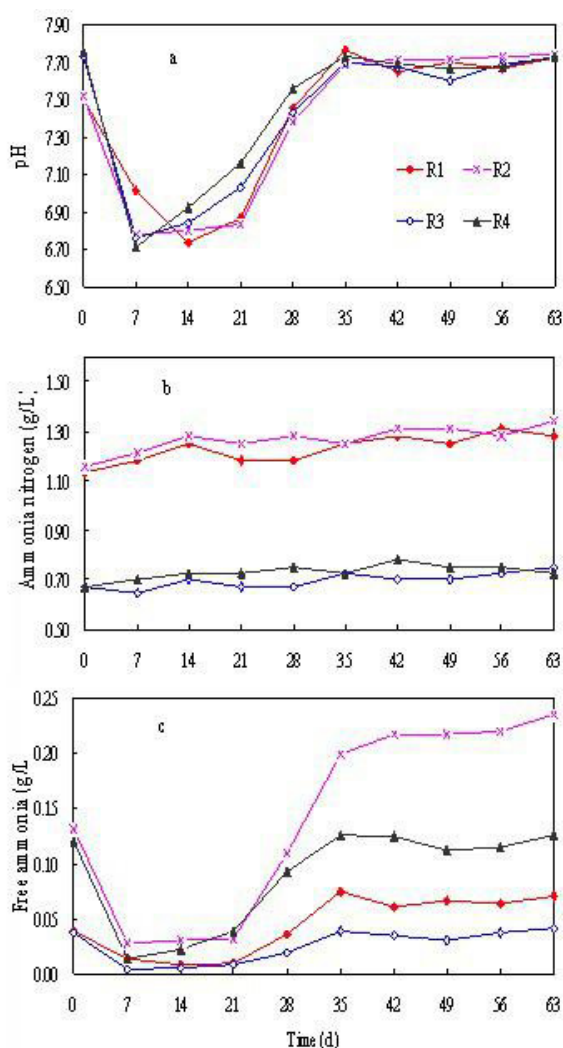 7.90
a
7.70
7.50
7.30
pH
7.10
R1
R2
6.90
R3
R4
6.70
6.50
0 7 14 21 28 35 42 49 56 63
b
1.50
1.30
Ammonia nitrogen (g/L)
1.10
0.90
0.70
0.50
0 7 14 21 28 35 42 49 56 63
0.25
c
0.20
Free ammonia (g/L
0.15
0.10
0.05
0.00
0 7 14 21 28 35 42 49 56 63
Time (d)